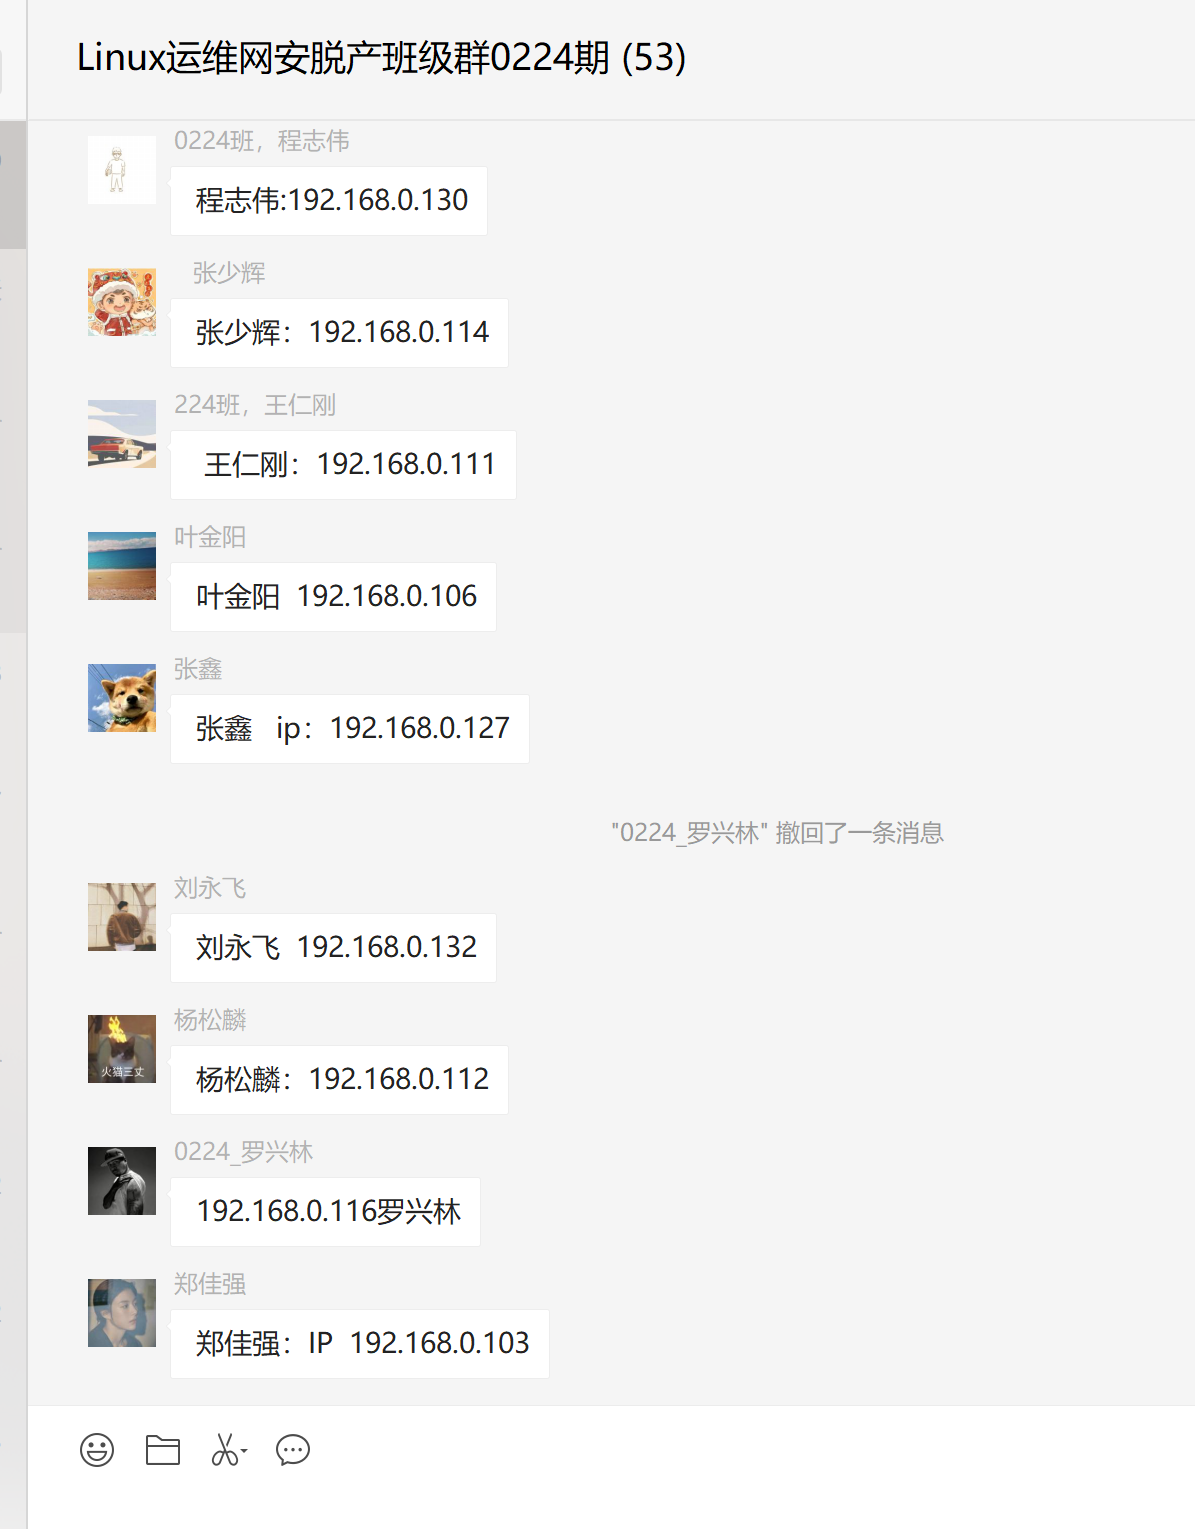 Linux运维网安脱产班级群0224期 (53)
0224班，程志伟
程志伟:192.168.0.130
张少辉
张少辉：192.168.0.114
224班，王仁刚
王仁刚：192.168.0.111
叶金阳
叶金阳  192.168.0.106
张鑫
张鑫   ip：192.168.0.127
"0224_罗兴林" 撤回了一条消息
刘永飞
刘永飞  192.168.0.132
杨松麟
火猫三丈
杨松麟：192.168.0.112
0224_罗兴林
192.168.0.116罗兴林
郑佳强
郑佳强：IP  192.168.0.103